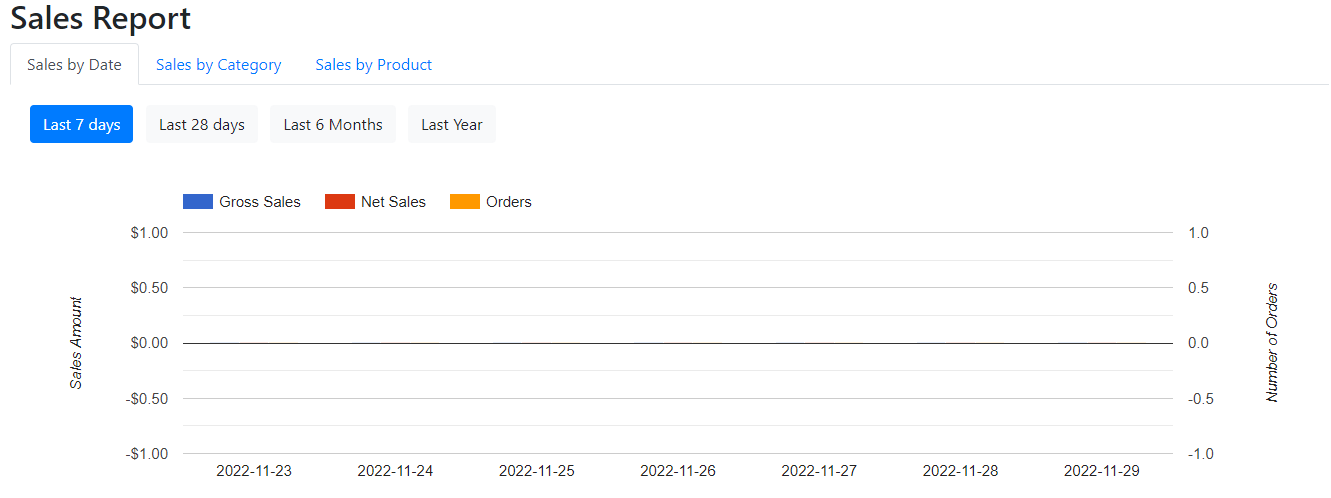 Sales Report
Sales by Date Sales by Category Sales by Product
Last 7 days Last 28 days Last 6 Months Last Year
Gross Sales Net Sales Orders
$1.00 1.0
$0.50 0.5
$0.00 0.0
-$0.50 -0.5
-$1.00 -1.0
Sales Amount
Number of Orders
2022-11-23 2022-11-24 2022-11-25 2022-11-26 2022-11-27 2022-11-28 2022-11-29